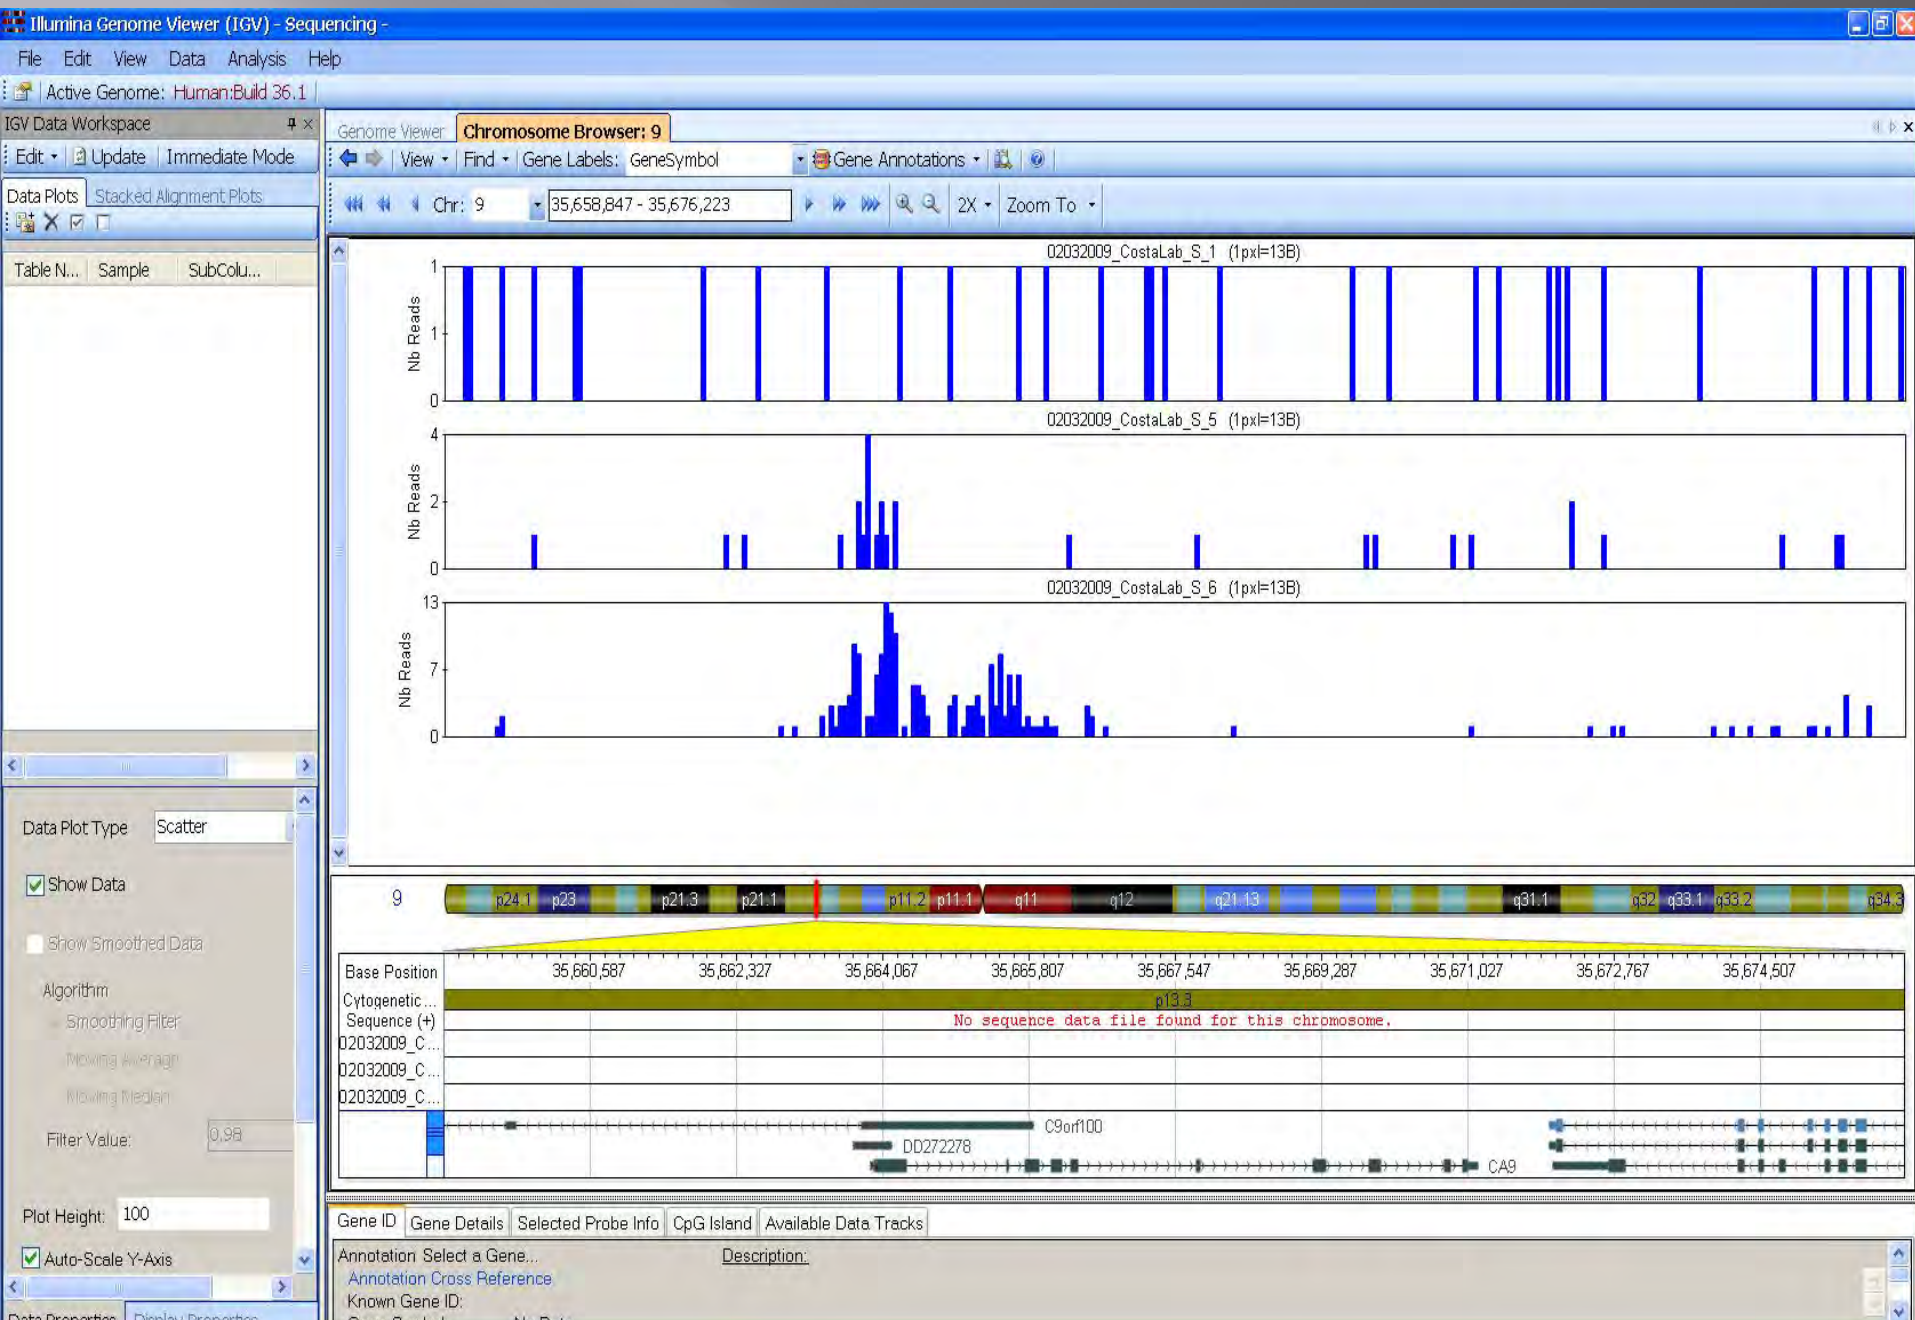 Illumina Genome Viewer (IGV) - Sequencing -
File Edit View Data Analysis Help
Active Genome: Human:Build 36.1
IGV Data Workspace
Edit Update Immediate Mode
Data Plots Stacked Alignment Plots
Table N... Sample SubColu...
Genome Viewer Chromosome Browser: 9
View Find Gene Labels: GeneSymbol Gene Annotations
Chr: 9 35,658,847 - 35,676,223 2X Zoom To
02032009_CostaLab_S_1 (1pxl=13B)
1
1
0
Nb Reads
02032009_CostaLab_S_5 (1pxl=13B)
4
2
0
Nb Reads
02032009_CostaLab_S_6 (1pxl=13B)
13
7
0
Nb Reads
Data Plot Type Scatter
Show Data
Show Smoothed Data
Algorithm
Smoothing Filter
Moving Average
Moving Median
Filter Value: 0.98
Plot Height: 100
Auto-Scale Y-Axis
9 p24.1 p23 p21.3 p21.1 p11.2 p11.1 q11 q12 q21.13 q31.1 q32 q33.1 q33.2 q34.3
Base Position 35,660,587 35,662,327 35,664,067 35,665,807 35,667,547 35,669,287 35,671,027 35,672,767 35,674,507
Cytogenetic ... p13.3
Sequence (+) No sequence data file found for this chromosome.
02032009_C...
02032009_C...
02032009_C...
C9orf100
DD272278
CA9
Gene ID Gene Details Selected Probe Info CpG Island Available Data Tracks
Annotation Select a Gene... Description:
Annotation Cross Reference
Known Gene ID: